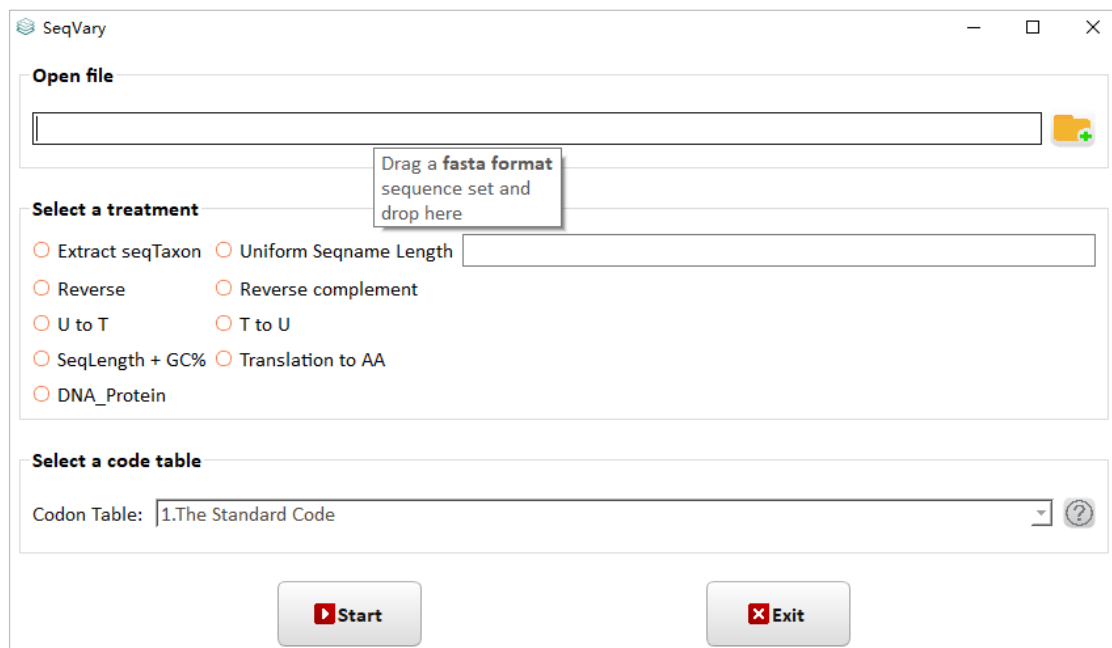 SeqVary
Open file
Drag a fasta format
sequence set and
drop here
Select a treatment
Extract seqTaxon Uniform Seqname Length
Reverse Reverse complement
U to T T to U
SeqLength + GC% Translation to AA
DNA_Protein
Select a code table
Codon Table: 1.The Standard Code
Start Exit